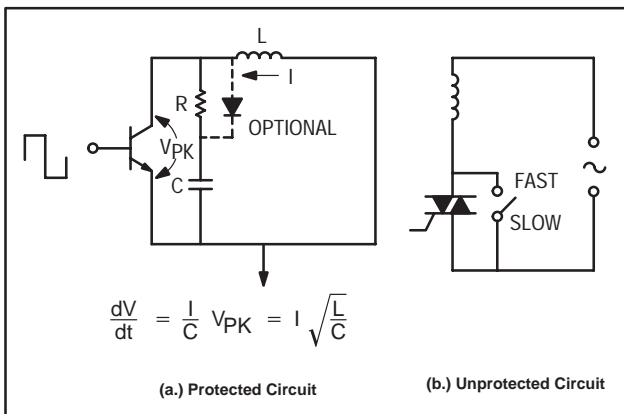 L
I
R
OPTIONAL
VPK
C
FAST
SLOW
dV/dt = I/C VPK = I √(L/C)
(a.) Protected Circuit
(b.) Unprotected Circuit